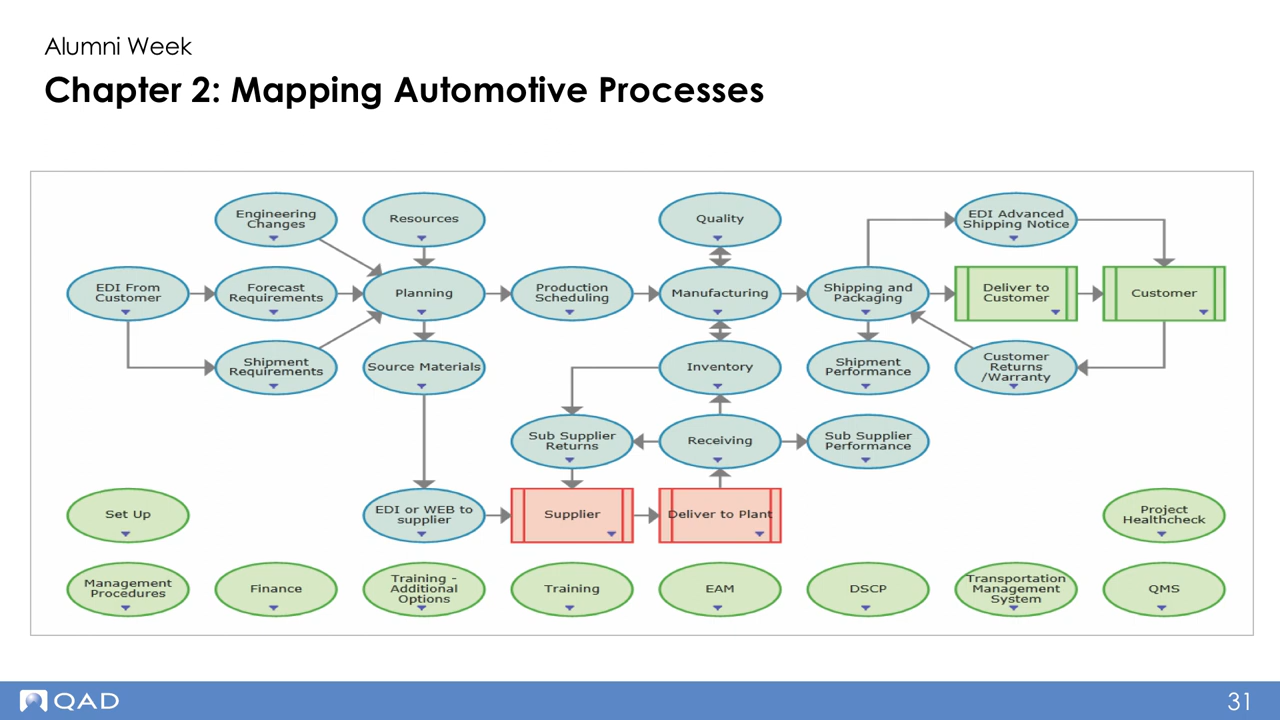 Alumni Week
Chapter 2: Mapping Automotive Processes
Engineering
Changes
Resources
Quality
EDI Advanced
Shipping Notice
EDI From
Customer
Forecast
Requirements
Planning
Production
Scheduling
Manufacturing
Shipping and
Packaging
Deliver to
Customer
Customer
Shipment
Requirements
Source Materials
Inventory
Shipment
Performance
Customer
Returns
/Warranty
Sub Supplier
Returns
Receiving
Sub Supplier
Performance
Set Up
EDI or WEB to
supplier
Supplier
Deliver to Plant
Project
Healthcheck
Management
Procedures
Finance
Training -
Additional
Options
Training
EAM
DSCP
Transportation
Management
System
QMS
QAD
31